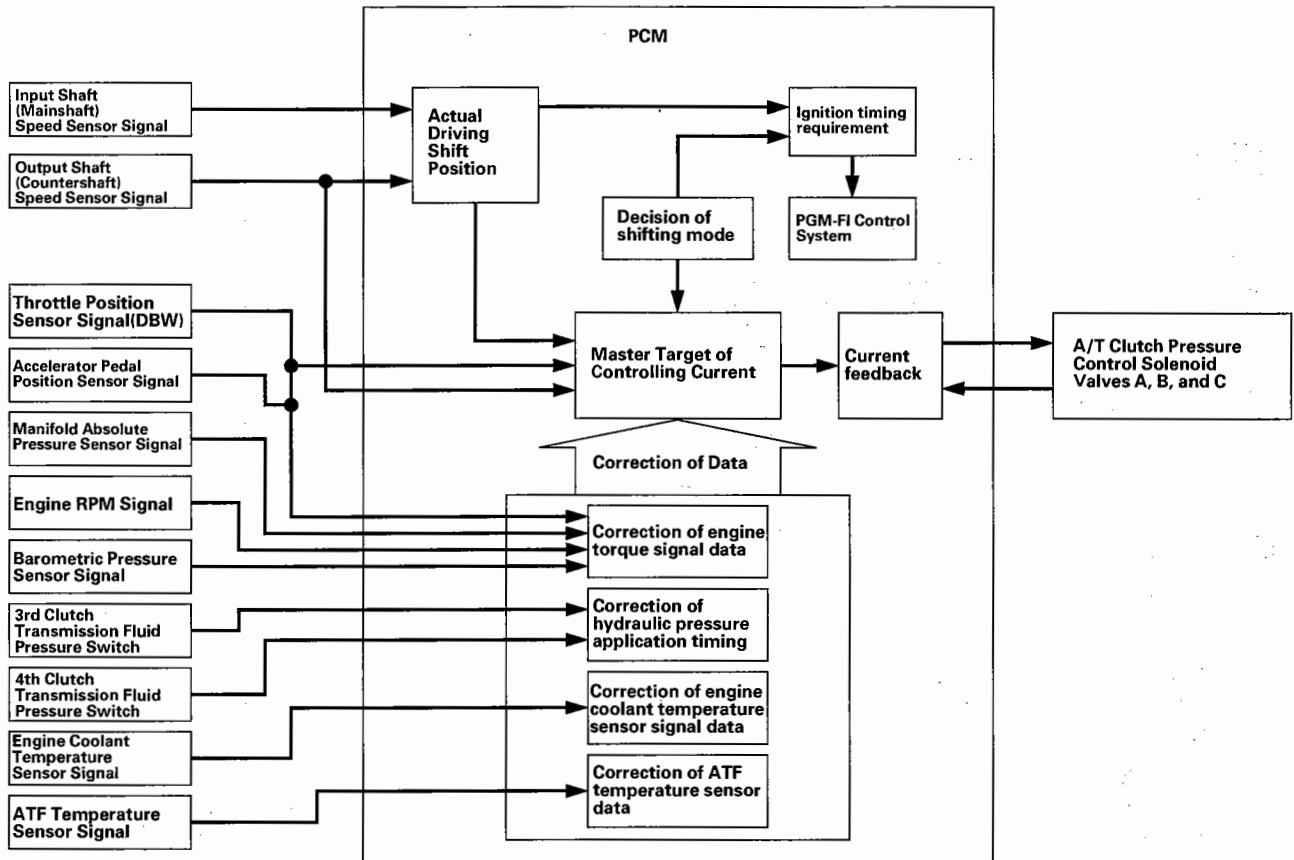 PCM
Input Shaft
(Mainshaft)
Speed Sensor Signal
Output Shaft
(Countershaft)
Speed Sensor Signal
Throttle Position
Sensor Signal(DBW)
Accelerator Pedal
Position Sensor Signal
Manifold Absolute
Pressure Sensor Signal
Engine RPM Signal
Barometric Pressure
Sensor Signal
3rd Clutch
Transmission Fluid
Pressure Switch
4th Clutch
Transmission Fluid
Pressure Switch
Engine Coolant
Temperature
Sensor Signal
ATF Temperature
Sensor Signal
Actual
Driving
Shift
Position
Ignition timing
requirement
Decision of
shifting mode
PGM-FI Control
System
Master Target of
Controlling Current
Current
feedback
A/T Clutch Pressure
Control Solenoid
Valves A, B, and C
Correction of Data
Correction of engine
torque signal data
Correction of
hydraulic pressure
application timing
Correction of engine
coolant temperature
sensor signal data
Correction of ATF
temperature sensor
data